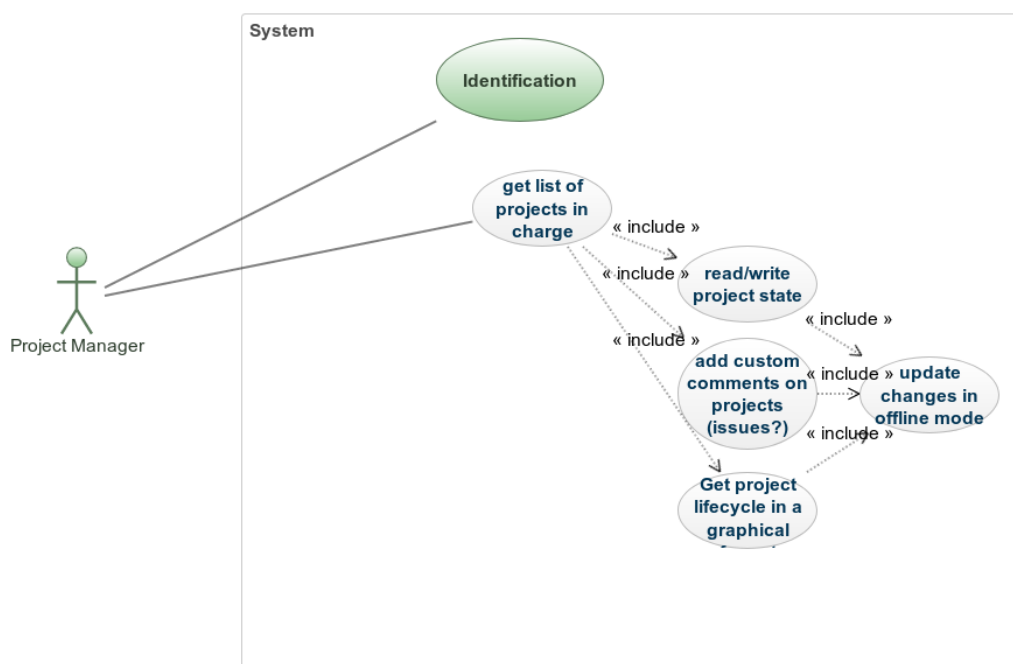 System
Identification
get list of
projects in
charge
« include »
« include »
read/write
project state
Project Manager
« include »
« include »
add custom
comments on
projects
(issues?)
« include »
update
changes in
offline mode
« include »
Get project
lifecycle in a
graphical